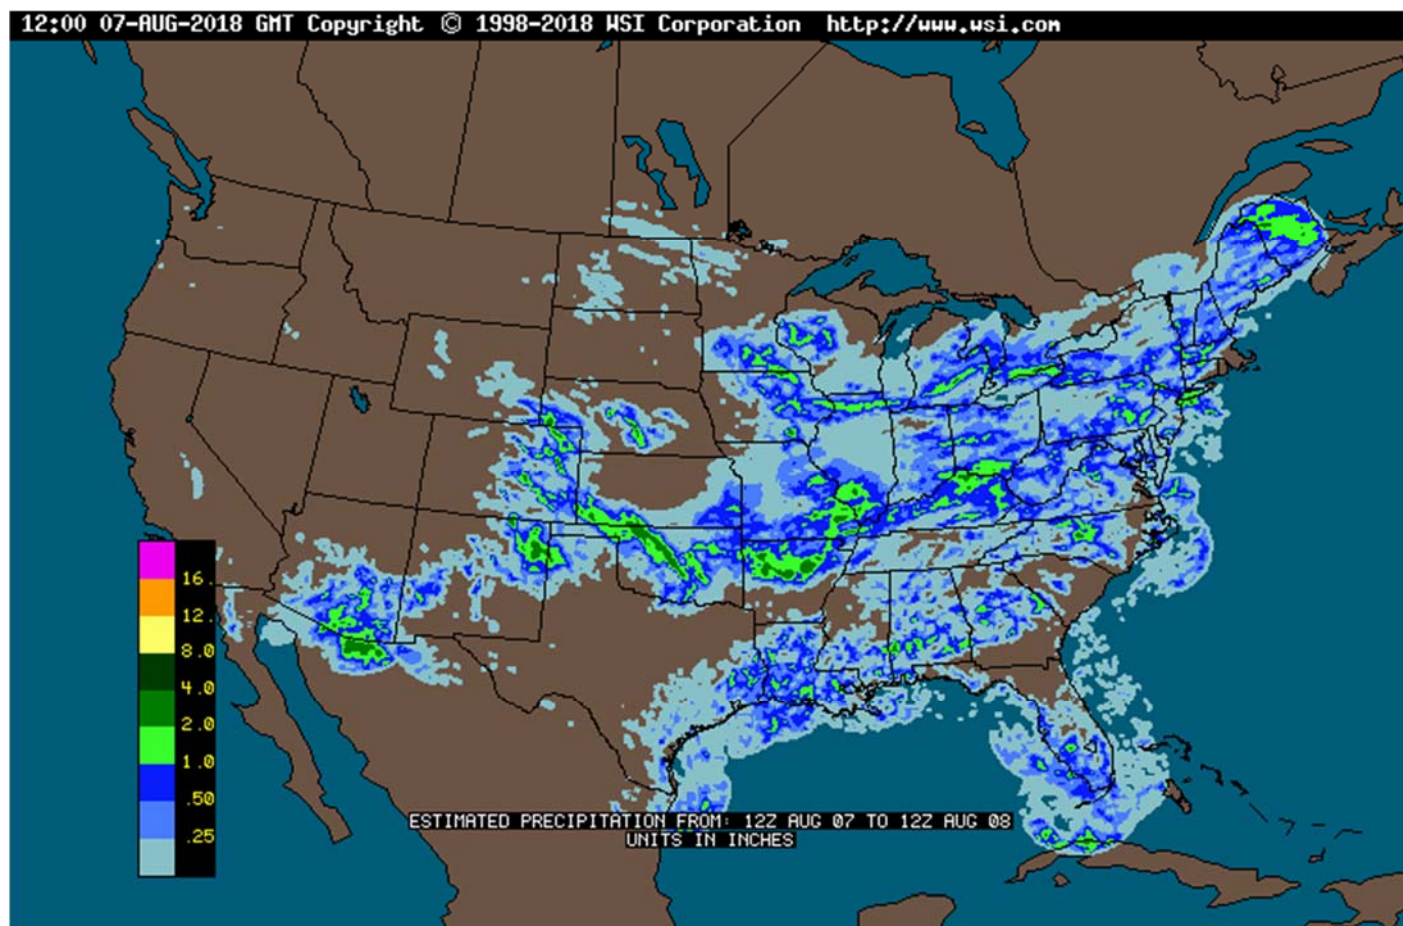 12:00 07-AUG-2018 GMT Copyright © 1998-2018 WSI Corporation http://www.wsi.com
16.
12.
8.0
4.0
2.0
1.0
.50
.25
ESTIMATED PRECIPITATION FROM: 12Z AUG 07 TO 12Z AUG 08
UNITS IN INCHES